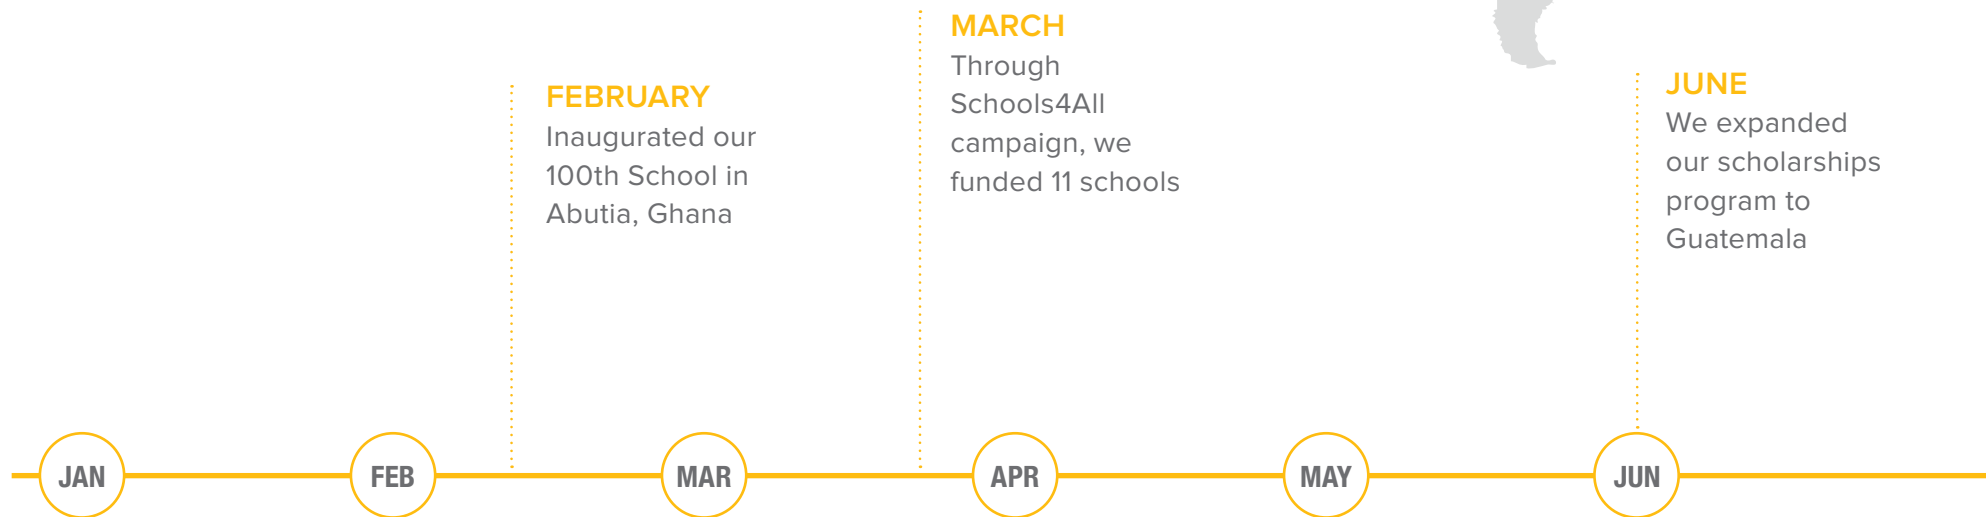 MARCH
Through
Schools4All
campaign, we
funded 11 schools
FEBRUARY
Inaugurated our
100th School in
Abutia, Ghana
JUNE
We expanded
our scholarships
program to
Guatemala
JAN
FEB
MAR
APR
MAY
JUN